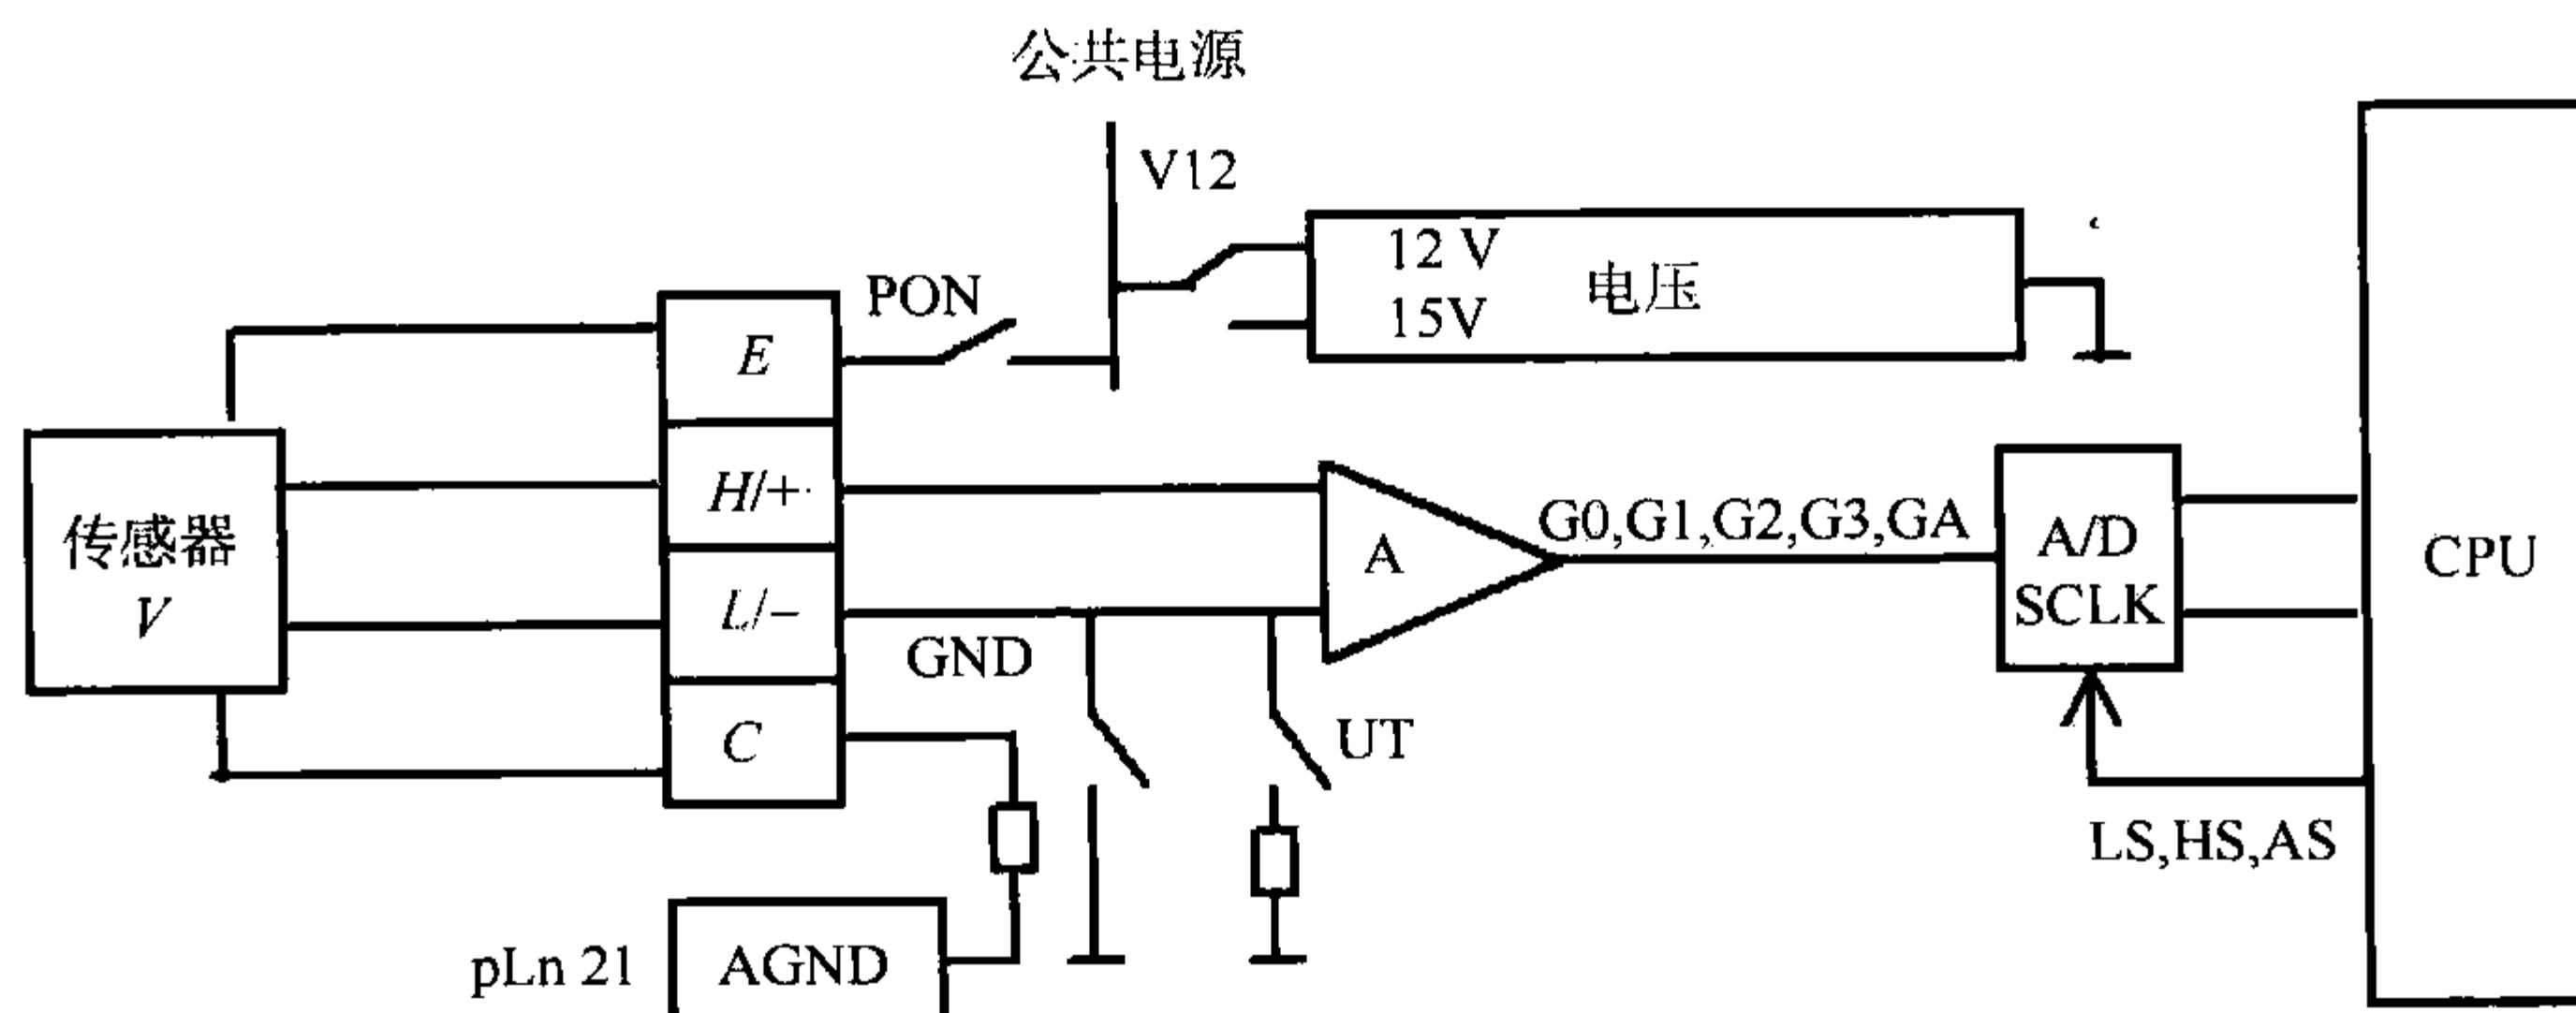 公共电源
V12
12 V
电压
15V
PON
E
H/+
L/−
C
传感器
V
GND
UT
A
G0,G1,G2,G3,GA
A/D
SCLK
CPU
LS,HS,AS
pLn 21
AGND